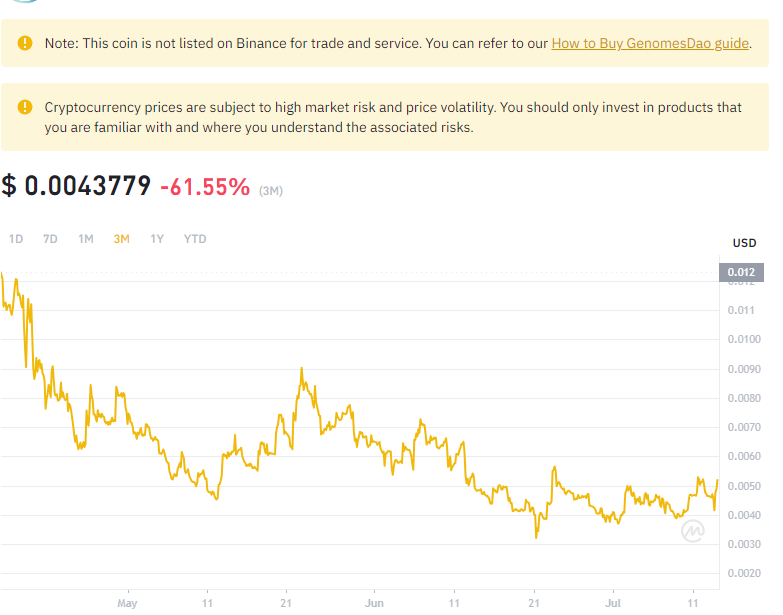 Note: This coin is not listed on Binance for trade and service. You can refer to our How to Buy GenomesDao guide.
Cryptocurrency prices are subject to high market risk and price volatility. You should only invest in products that
you are familiar with and where you understand the associated risks.
$ 0.0043779 -61.55% (3M)
1D 7D 1M 3M 1Y YTD
USD
0.012
0.012
0.011
0.0100
0.0090
0.0080
0.0070
0.0060
0.0050
0.0040
0.0030
0.0020
May 11 21 Jun 11 21 Jul 11